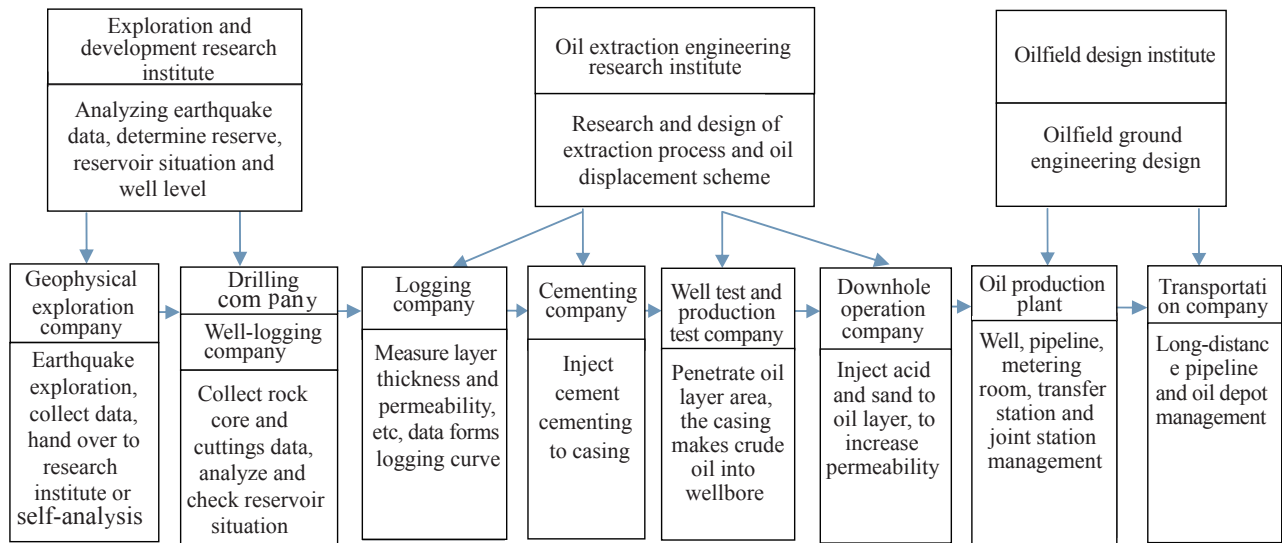 Exploration and
development research
institute
Analyzing earthquake
data, determine reserve,
reservoir situation and
well level
Oil extraction engineering
research institute
Research and design of
extraction process and oil
displacement scheme
Oilfield design institute
Oilfield ground
engineering design
Geophysical
exploration
company
Earthquake
exploration,
collect data,
hand over to
research
institute or
self-analysis
Drilling
company
Well-logging
company
Collect rock
core and
cuttings data,
analyze and
check reservoir
situation
Logging
company
Measure layer
thickness and
permeability,
etc, data forms
logging curve
Cementing
company
Inject
cement
cementing
to casing
Well test and
production
test company
Penetrate oil
layer area,
the casing
makes crude
oil into
wellbore
Downhole
operation
company
Inject acid
and sand to
oil layer, to
increase
permeability
Oil production
plant
Well, pipeline,
metering
room, transfer
station and
joint station
management
Transportati
on company
Long-distanc
e pipeline
and oil depot
management